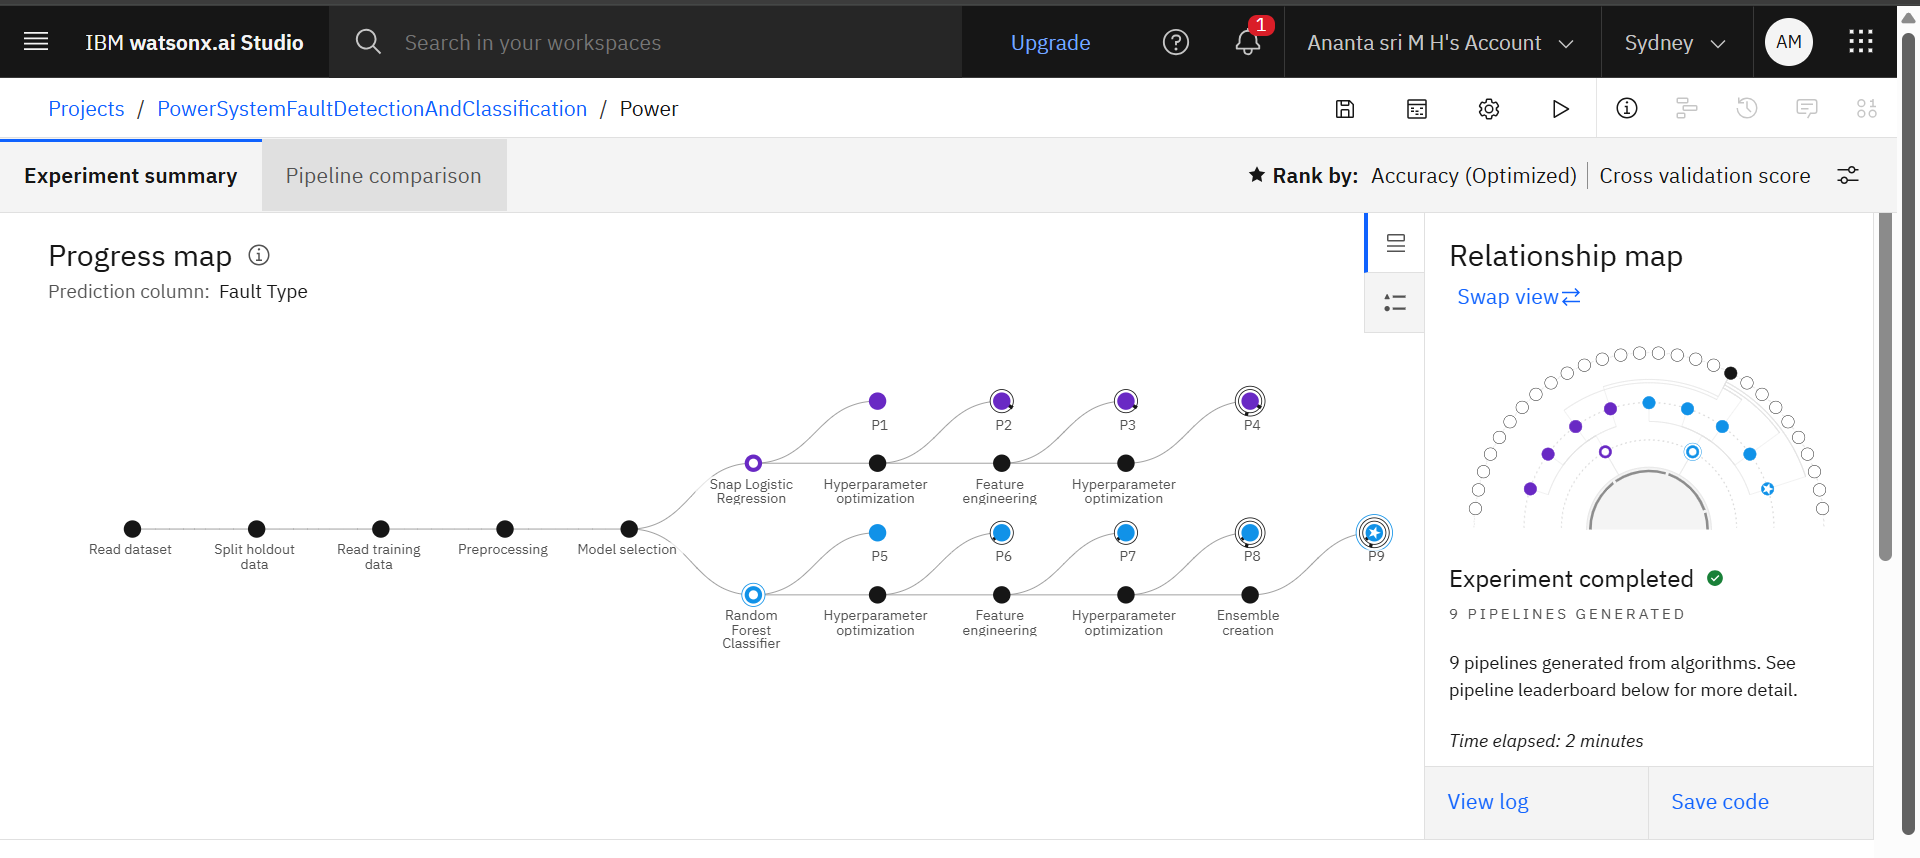 IBM watsonx.ai Studio
Search in your workspaces
Upgrade
1
Ananta sri M H's Account
Sydney
AM
Projects / PowerSystemFaultDetectionAndClassification / Power
Experiment summary
Pipeline comparison
Rank by: Accuracy (Optimized) | Cross validation score
Progress map
Prediction column: Fault Type
P1
P2
P3
P4
Snap Logistic
Regression
Hyperparameter
optimization
Feature
engineering
Hyperparameter
optimization
Read dataset
Split holdout
data
Read training
data
Preprocessing
Model selection
P5
P6
P7
P8
P9
Random
Forest
Classifier
Hyperparameter
optimization
Feature
engineering
Hyperparameter
optimization
Ensemble
creation
Relationship map
Swap view
Experiment completed
9 PIPELINES GENERATED
9 pipelines generated from algorithms. See
pipeline leaderboard below for more detail.
Time elapsed: 2 minutes
View log
Save code